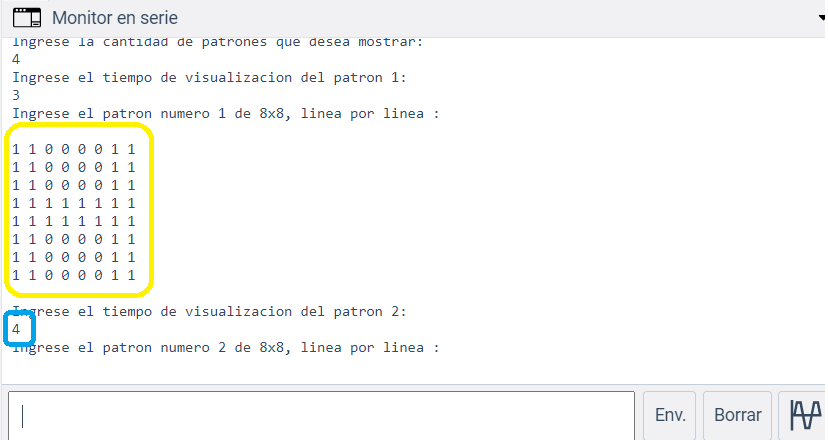 Monitor en serie
Ingrese la cantidad de patrones que desea mostrar:
4
Ingrese el tiempo de visualizacion del patron 1:
3
Ingrese el patron numero 1 de 8x8, linea por linea :
1 1 0 0 0 0 1 1
1 1 0 0 0 0 1 1
1 1 0 0 0 0 1 1
1 1 1 1 1 1 1 1
1 1 1 1 1 1 1 1
1 1 0 0 0 0 1 1
1 1 0 0 0 0 1 1
1 1 0 0 0 0 1 1
Ingrese el tiempo de visualizacion del patron 2:
4
Ingrese el patron numero 2 de 8x8, linea por linea :
Env. Borrar